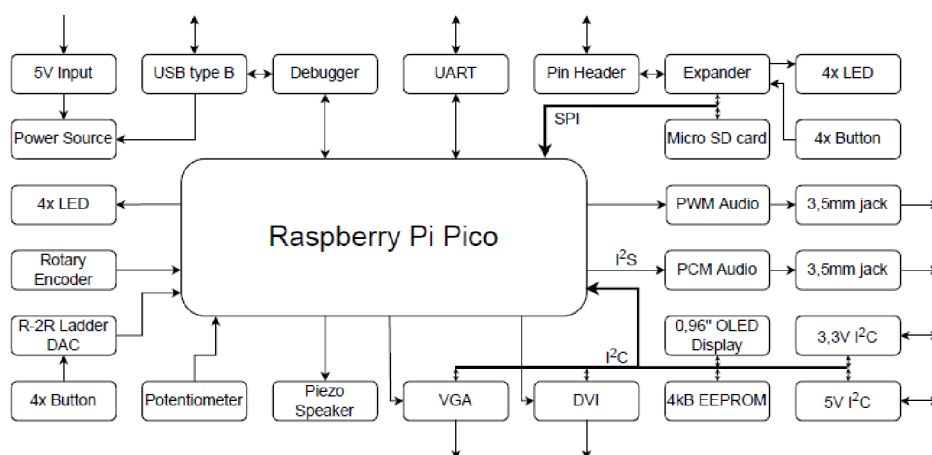 5V Input
USB type B
Debugger
UART
Pin Header
Expander
4x LED
SPI
Power Source
Micro SD card
4x Button
4x LED
Raspberry Pi Pico
PWM Audio
3,5mm jack
Rotary
Encoder
I²S
PCM Audio
3,5mm jack
R-2R Ladder
DAC
0,96" OLED
Display
3,3V I²C
I²C
4x Button
Potentiometer
Piezo
Speaker
VGA
DVI
4kB EEPROM
5V I²C